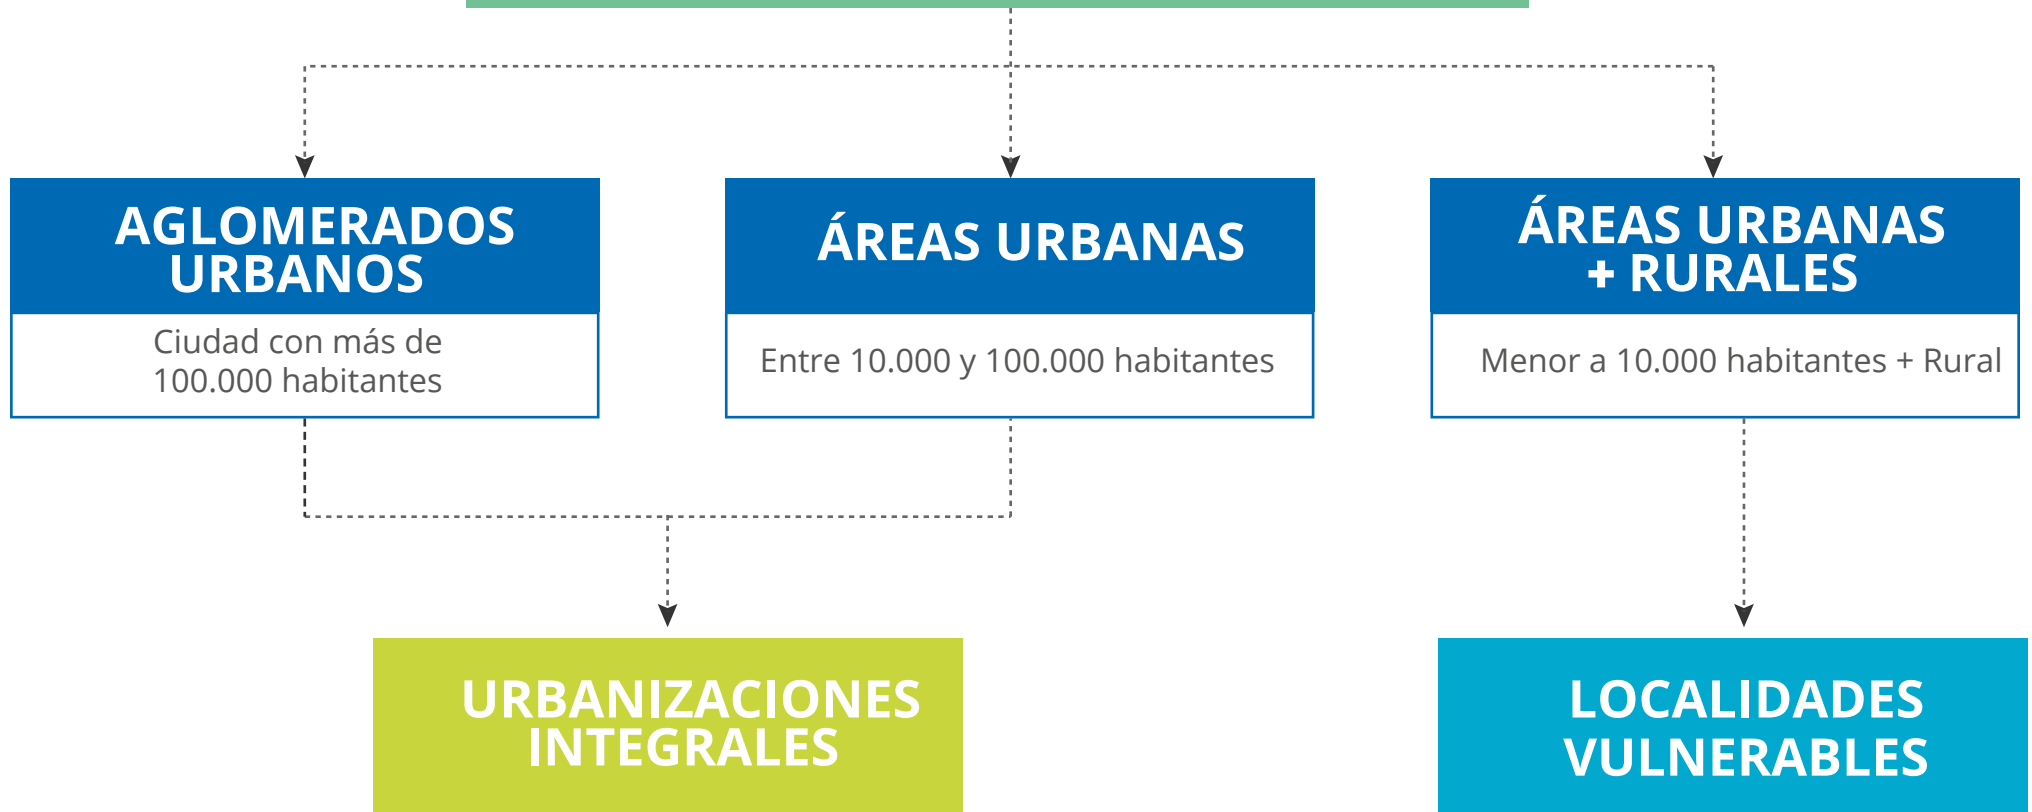 AGLOMERADOS
URBANOS
Ciudad con más de
100.000 habitantes
ÁREAS URBANAS
Entre 10.000 y 100.000 habitantes
ÁREAS URBANAS
+ RURALES
Menor a 10.000 habitantes + Rural
URBANIZACIONES
INTEGRALES
LOCALIDADES
VULNERABLES